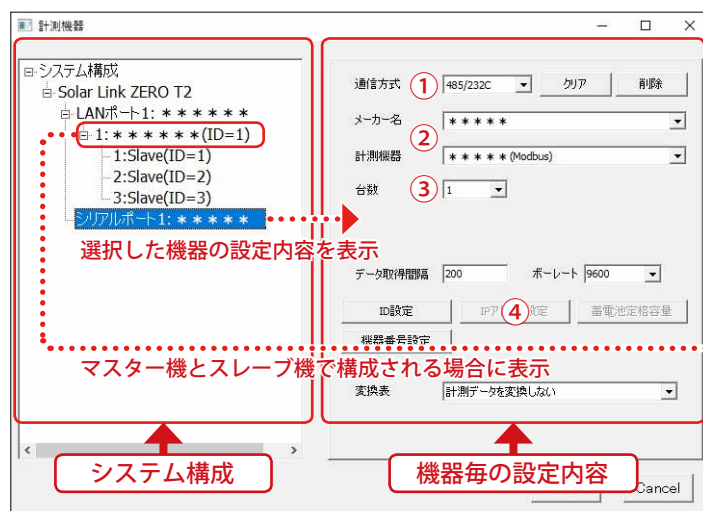 計測機器
システム構成
Solar Link ZERO T2
LANポート1: ＊＊＊＊＊＊
1: ＊＊＊＊＊＊(ID=1)
1:Slave(ID=1)
2:Slave(ID=2)
3:Slave(ID=3)
シリアルポート1: ＊＊＊＊＊
選択した機器の設定内容を表示
通信方式 ① 485/232C クリア 削除
メーカー名 ＊＊＊＊＊
②
計測機器 ＊＊＊＊＊(Modbus)
台数 ③ 1
データ取得間隔 200 ボーレート 9600
ID設定 IPア ④ 設定 蓄電池定格容量
機器番号設定
マスター機とスレーブ機で構成される場合に表示
変換表 計測データを変換しない
システム構成
機器毎の設定内容
Cancel